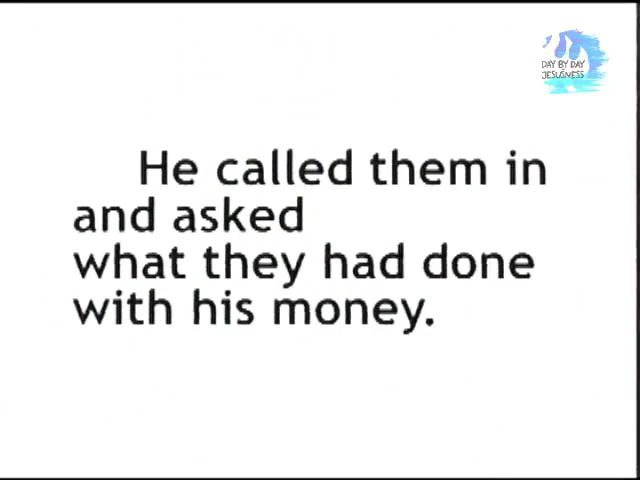 DAY BY DAY
JESUSNESS
He called them in
and asked
what they had done
with his money.